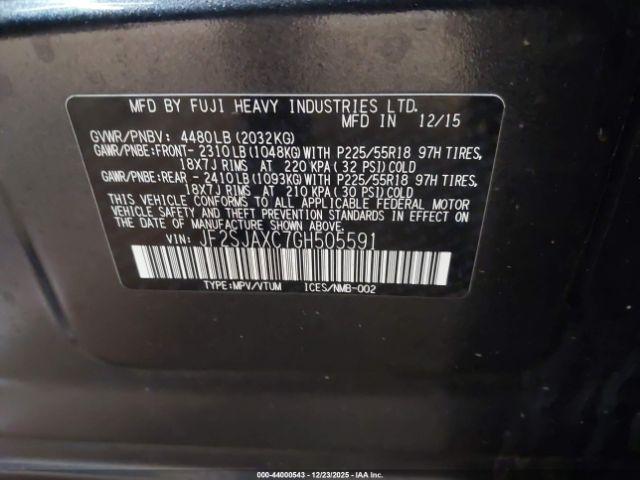 MFD BY FUJI HEAVY INDUSTRIES LTD.
MFD IN 12/15
GVWR/PNBV: 4480LB(2032KG)
GAWR/PNBE:FRONT- 2310LB(1048KG)WITH P225/55R18 97H TIRES,
18X7J RIMS AT 220 KPA(32 PSI)COLD
GAWR/PNBE:REAR - 2410LB(1093KG)WITH P225/55R18 97H TIRES,
18X7J RIMS AT 210 KPA(30 PSI)COLD
THIS VEHICLE CONFORMS TO ALL APPLICABLE FEDERAL MOTOR
VEHICLE SAFETY AND BUMPER STANDARDS IN EFFECT ON
THE DATE OF MANUFACTURE SHOWN ABOVE.
VIN: JF2SJAXC7GH505591
TYPE:MPV/VTUM ICES/NMB-002
000-44000543 - 12/23/2025 - IAA Inc.